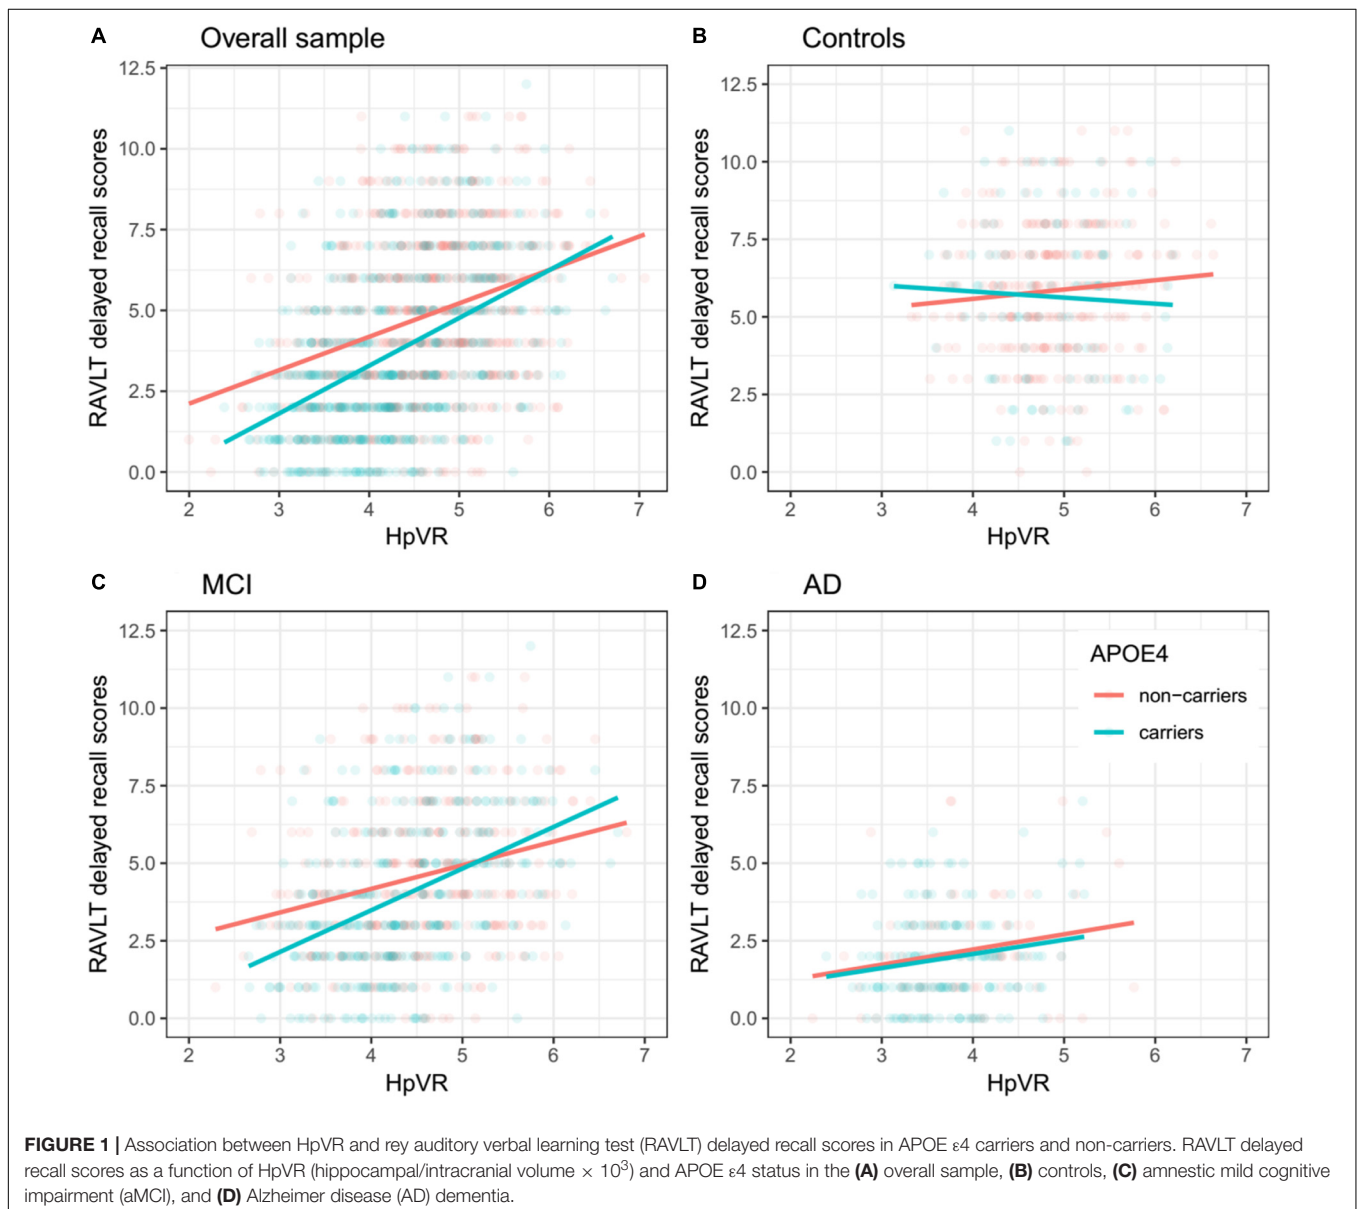 A Overall sample
12.5
10.0
7.5
5.0
2.5
0.0
RAVLT delayed recall scores
2 3 4 5 6 7
HpVR
B Controls
12.5
10.0
7.5
5.0
2.5
0.0
RAVLT delayed recall scores
2 3 4 5 6 7
HpVR
C MCI
12.5
10.0
7.5
5.0
2.5
0.0
RAVLT delayed recall scores
2 3 4 5 6 7
HpVR
D AD
12.5
10.0
7.5
5.0
2.5
0.0
RAVLT delayed recall scores
APOE4
non-carriers
carriers
2 3 4 5 6 7
HpVR
FIGURE 1 | Association between HpVR and rey auditory verbal learning test (RAVLT) delayed recall scores in APOE ε4 carriers and non-carriers. RAVLT delayed
recall scores as a function of HpVR (hippocampal/intracranial volume × 10³) and APOE ε4 status in the (A) overall sample, (B) controls, (C) amnestic mild cognitive
impairment (aMCI), and (D) Alzheimer disease (AD) dementia.